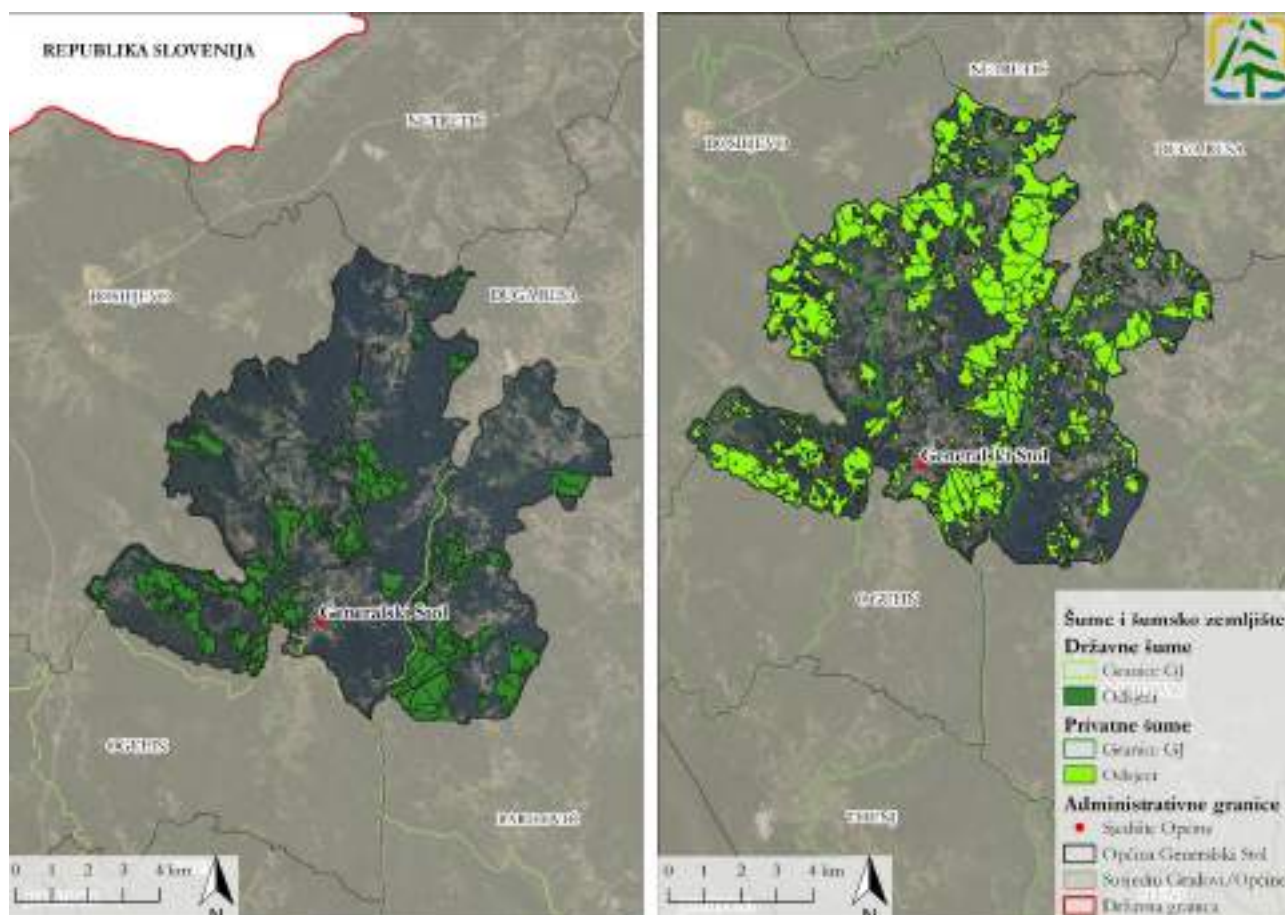 REPUBLIKA SLOVENIJA
NETRETIĆ
BOSILJEVO
DUGA RESA
Generalski Stol
OGULIN
BARILOVIĆ
0 1 2 3 4 km
N
NETRETIĆ
BOSILJEVO
DUGA RESA
Generalski Stol
OGULIN
TOUNJ
0 1 2 3 4 km
N
Šume i šumsko zemljište
Državne šume
Granice GJ
Odsjeci
Privatne šume
Granice GJ
Odsjeci
Administrativne granice
Sjedište Općine
Općina Generalski Stol
Susjedni Gradovi/Općine
Državna granica